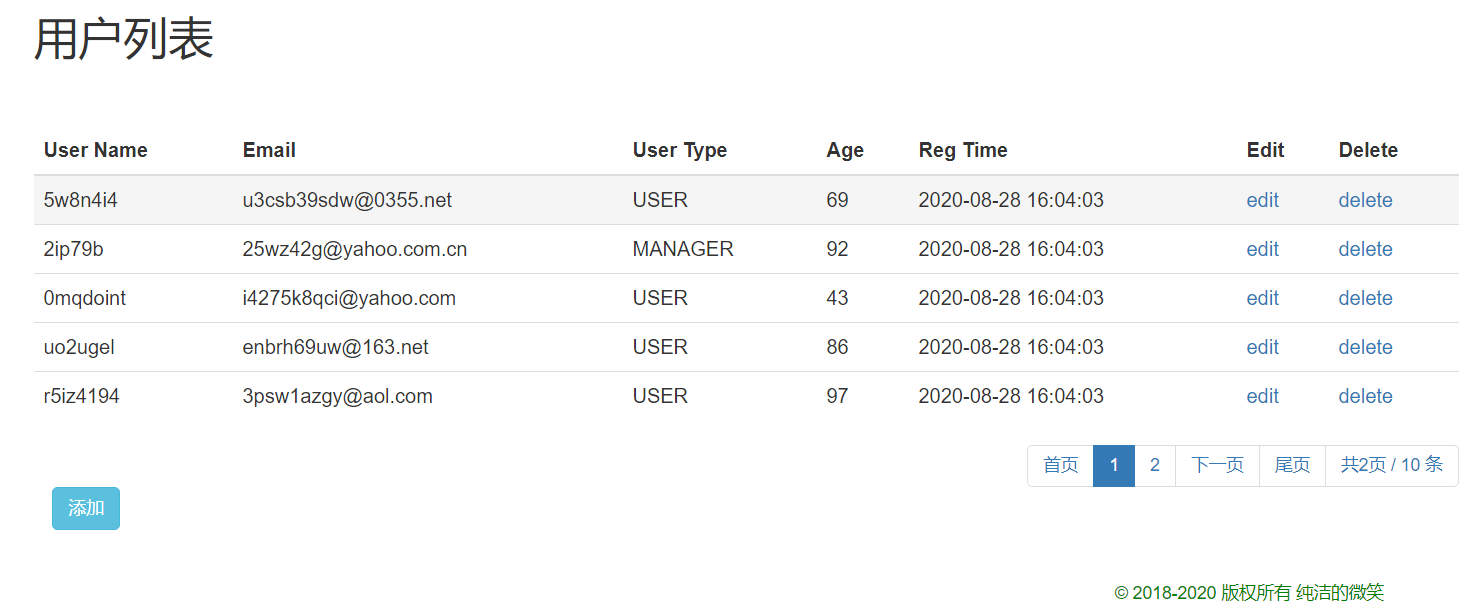 用户列表
User Name Email User Type Age Reg Time Edit Delete
5w8n4i4 u3csb39sdw@0355.net USER 69 2020-08-28 16:04:03 edit delete
2ip79b 25wz42g@yahoo.com.cn MANAGER 92 2020-08-28 16:04:03 edit delete
0mqdoint i4275k8qci@yahoo.com USER 43 2020-08-28 16:04:03 edit delete
uo2ugel enbrh69uw@163.net USER 86 2020-08-28 16:04:03 edit delete
r5iz4194 3psw1azgy@aol.com USER 97 2020-08-28 16:04:03 edit delete
首页 1 2 下一页 尾页 共2页 / 10 条
添加
© 2018-2020 版权所有 纯洁的微笑